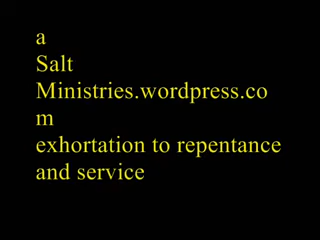 a
Salt
Ministries.wordpress.co
m
exhortation to repentance
and service